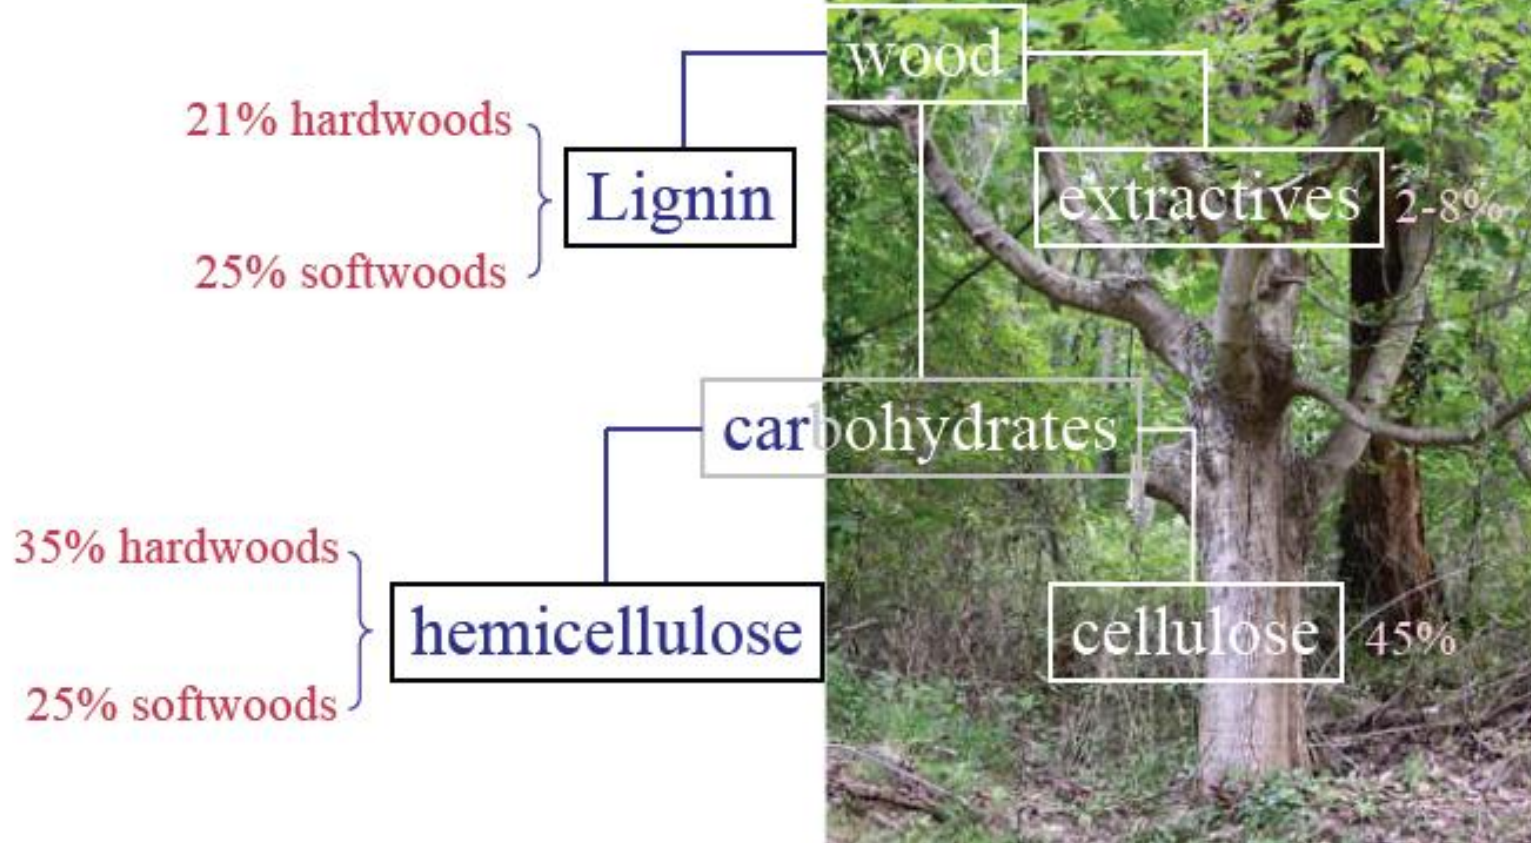 wood
21% hardwoods
Lignin
extractives 2-8%
25% softwoods
carbohydrates
35% hardwoods
hemicellulose
cellulose 45%
25% softwoods